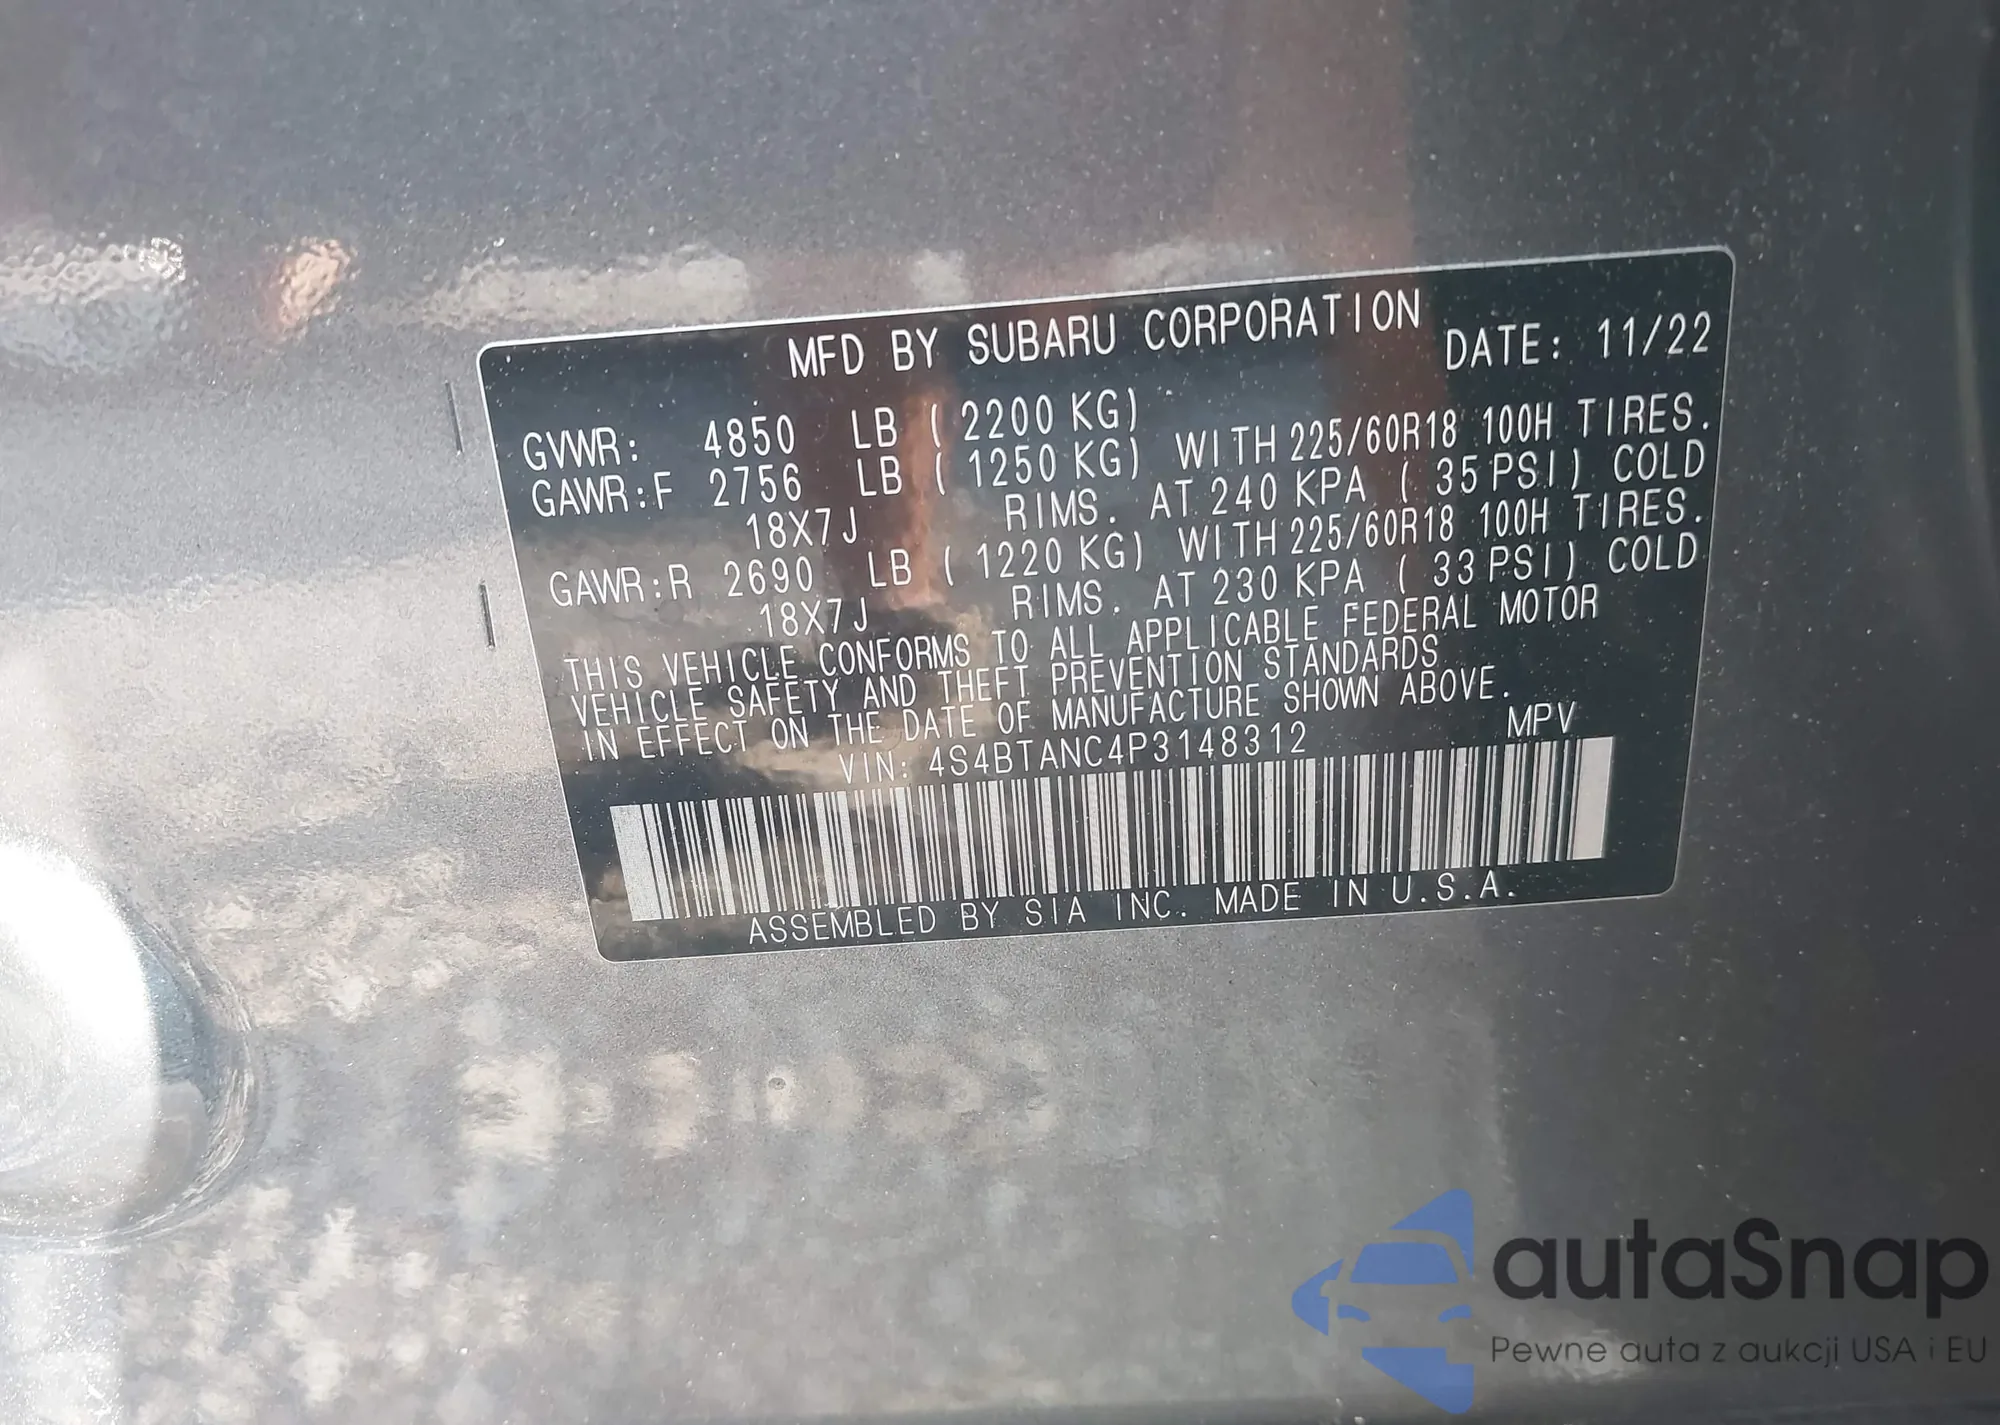 MFD BY SUBARU CORPORATION
DATE: 11/22
GVWR: 4850 LB ( 2200 KG)
GAWR:F 2756 LB ( 1250 KG) WITH 225/60R18 100H TIRES.
18X7J RIMS. AT 240 KPA ( 35 PSI) COLD
GAWR:R 2690 LB ( 1220 KG) WITH 225/60R18 100H TIRES.
18X7J RIMS. AT 230 KPA ( 33 PSI) COLD
THIS VEHICLE CONFORMS TO ALL APPLICABLE FEDERAL MOTOR
VEHICLE SAFETY AND THEFT PREVENTION STANDARDS
IN EFFECT ON THE DATE OF MANUFACTURE SHOWN ABOVE.
VIN: 4S4BTANC4P3148312 MPV
ASSEMBLED BY SIA INC. MADE IN U.S.A.
autaSnap
Pewne auta z aukcji USA i EU